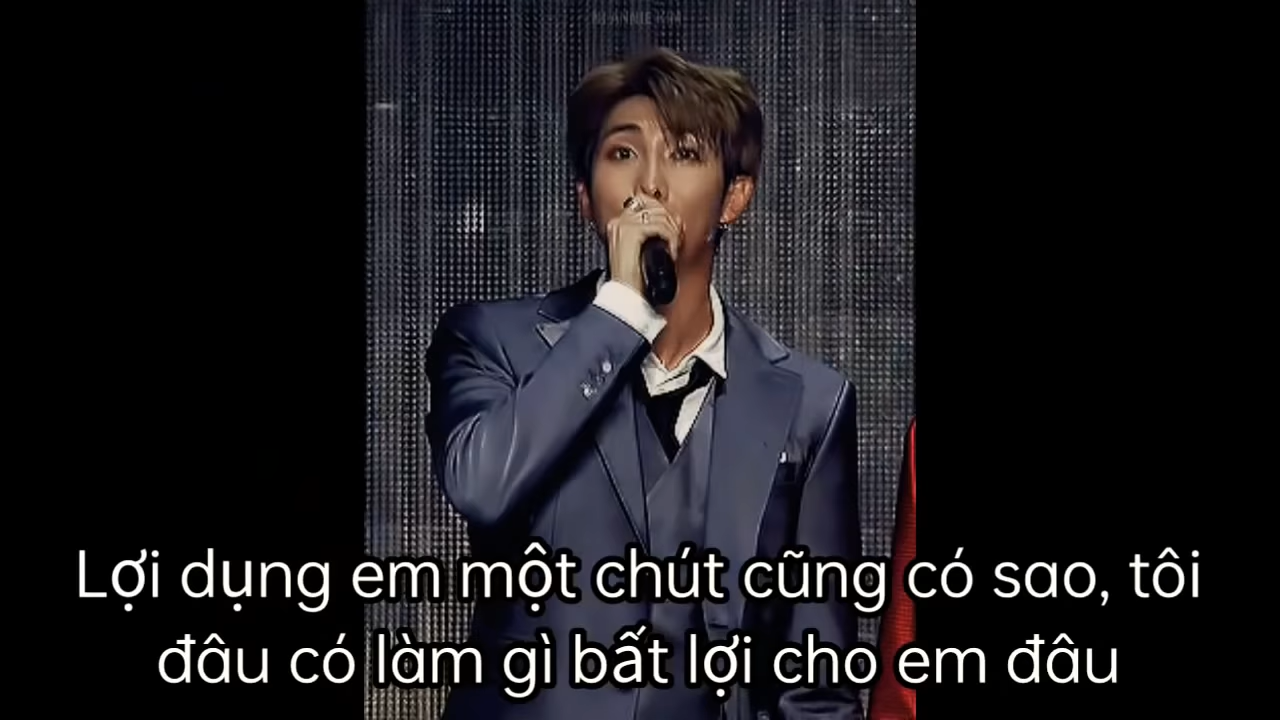 Lợi dụng em một chút cũng có sao, tôi
đâu có làm gì bất lợi cho em đâu